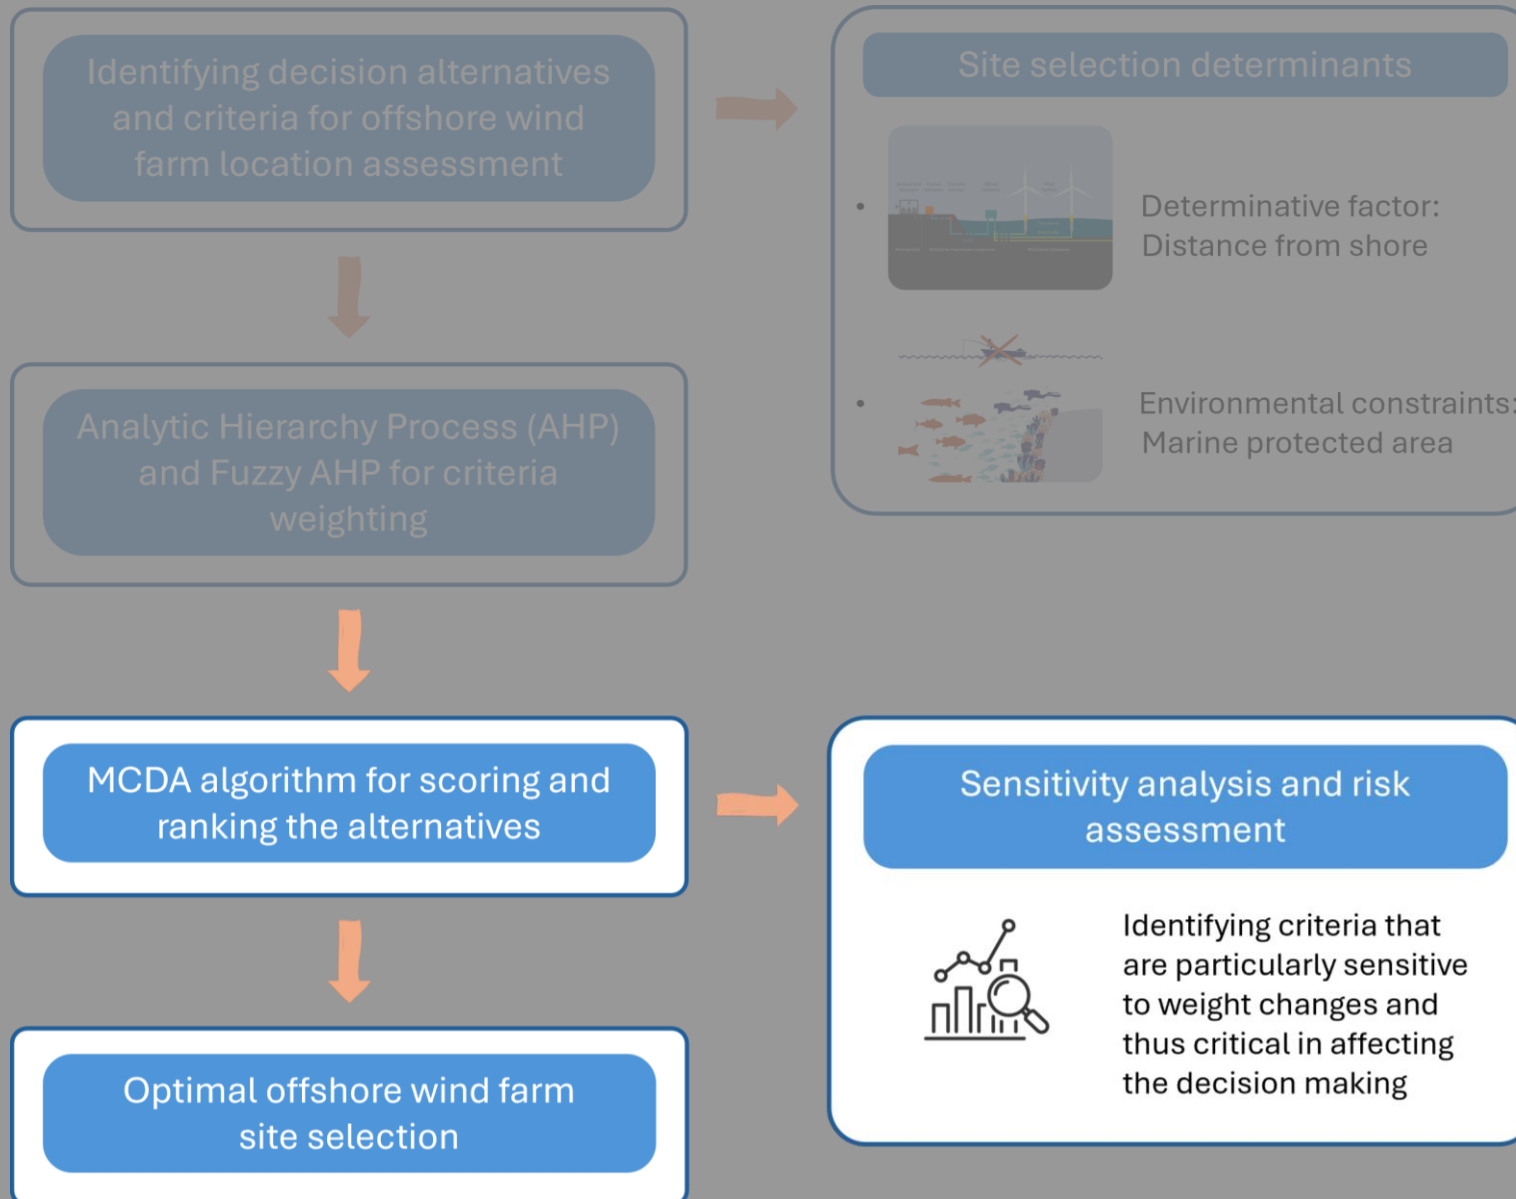 Identifying decision alternatives
and criteria for offshore wind
farm location assessment
Site selection determinants
Determinative factor:
Distance from shore
Environmental constraints:
Marine protected area
Analytic Hierarchy Process (AHP)
and Fuzzy AHP for criteria
weighting
MCDA algorithm for scoring and
ranking the alternatives
Sensitivity analysis and risk
assessment
Identifying criteria that
are particularly sensitive
to weight changes and
thus critical in affecting
the decision making
Optimal offshore wind farm
site selection